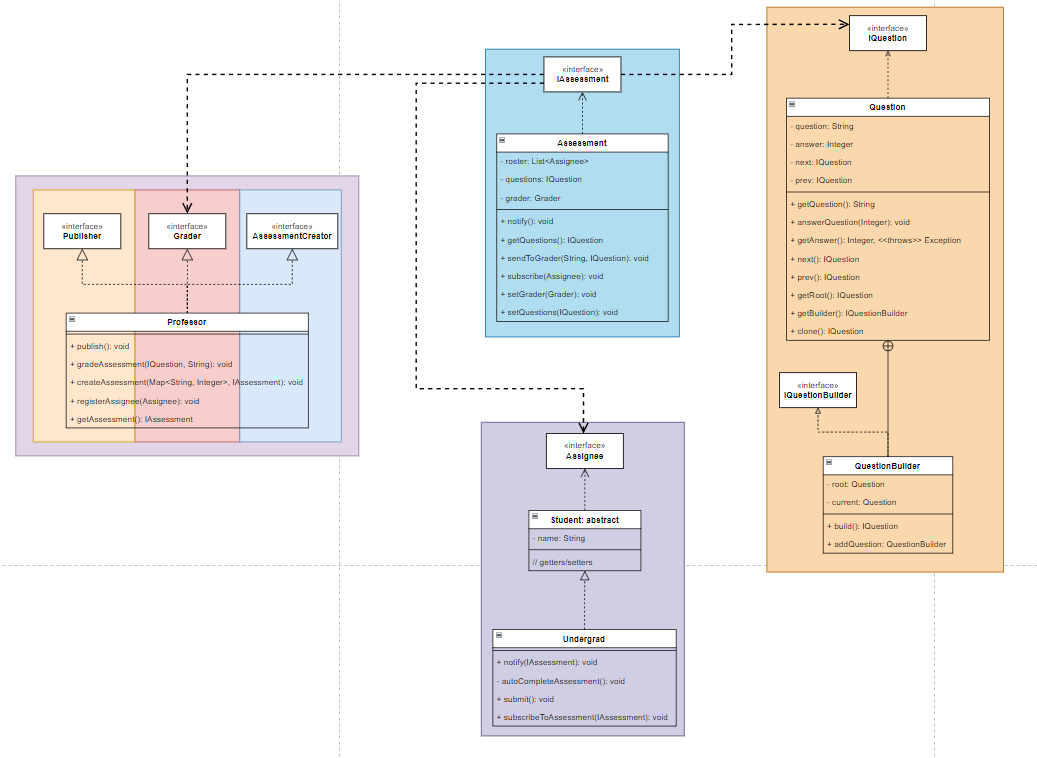 «interface»
IQuestion
Question
- question: String
- answer: Integer
- next: IQuestion
- prev: IQuestion
+ getQuestion(): String
+ answerQuestion(Integer): void
+ getAnswer(): Integer, <<throws>> Exception
+ next(): IQuestion
+ prev(): IQuestion
+ getRoot(): IQuestion
+ getBuilder(): IQuestionBuilder
+ clone(): IQuestion
«interface»
IQuestionBuilder
QuestionBuilder
- root: Question
- current: Question
+ build(): IQuestion
+ addQuestion: QuestionBuilder
«interface»
IAssessment
Assessment
- roster: List<Assignee>
- questions: IQuestion
- grader: Grader
+ notify(): void
+ getQuestions(): IQuestion
+ sendToGrader(String, IQuestion): void
+ subscribe(Assignee): void
+ setGrader(Grader): void
+ setQuestions(IQuestion): void
«interface»
Publisher
«interface»
Grader
«interface»
AssessmentCreator
Professor
+ publish(): void
+ gradeAssessment(IQuestion, String): void
+ createAssessment(Map<String, Integer>, IAssessment): void
+ registerAssignee(Assignee): void
+ getAssessment(): IAssessment
«interface»
Assignee
Student: abstract
- name: String
// getters/setters
Undergrad
+ notify(IAssessment): void
- autoCompleteAssessment(): void
+ submit(): void
+ subscribeToAssessment(IAssessment): void